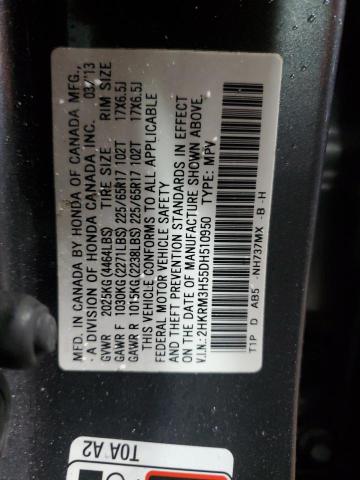 MFD. IN CANADA BY HONDA OF CANADA MFG.,
A DIVISION OF HONDA CANADA INC. 03/13
GVWR 2025KG (4464LBS) TIRE SIZE RIM SIZE
GAWR F 1030KG (2271LBS) 225/65R17 102T 17X6.5J
GAWR R 1015KG (2238LBS) 225/65R17 102T 17X6.5J
THIS VEHICLE CONFORMS TO ALL APPLICABLE
FEDERAL MOTOR VEHICLE SAFETY
AND THEFT PREVENTION STANDARDS IN EFFECT
ON THE DATE OF MANUFACTURE SHOWN ABOVE.
V.I.N.: 2HKRM3H55DH510950 TYPE: MPV
T1P D AB5 NH737MX -B -H
T0A A2